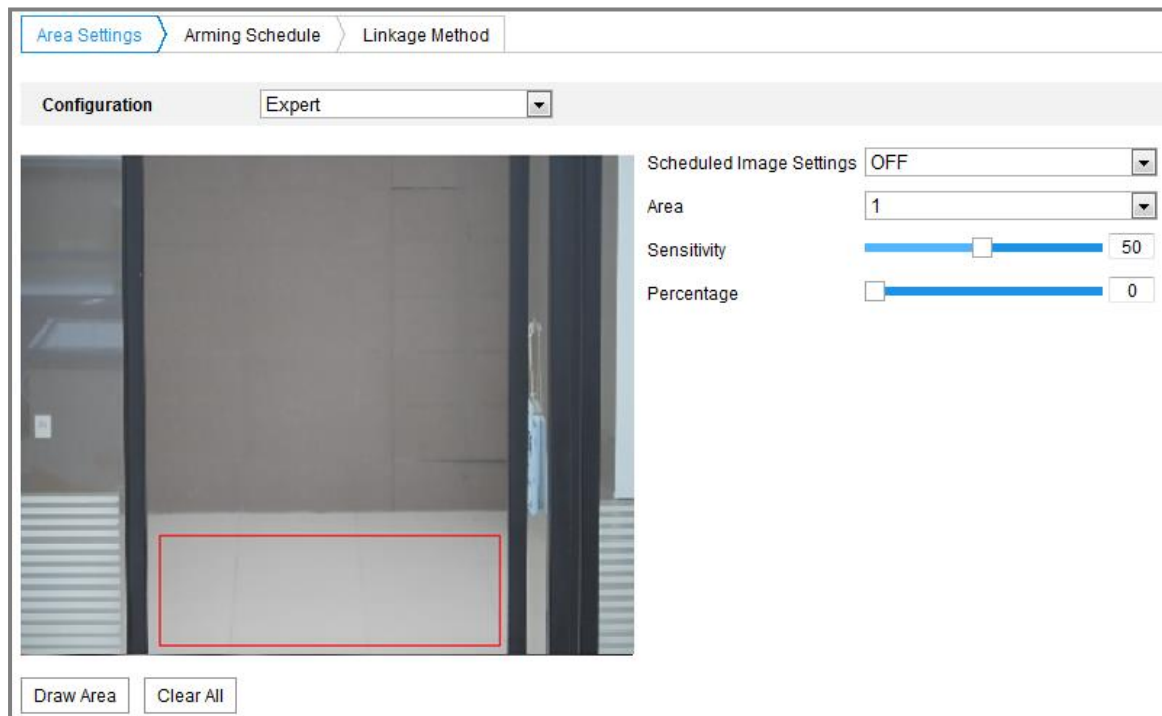 Area Settings Arming Schedule Linkage Method
Configuration Expert
Scheduled Image Settings OFF
Area 1
Sensitivity 50
Percentage 0
Draw Area Clear All